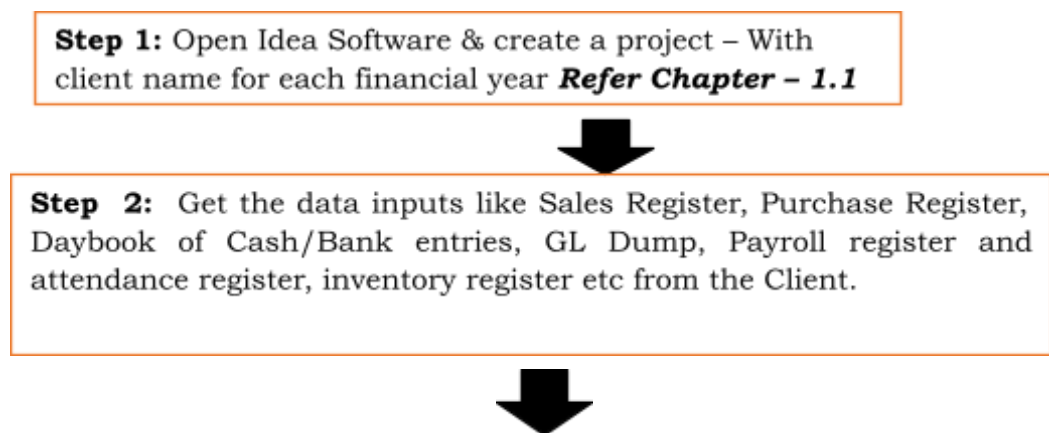 Step 1: Open Idea Software & create a project – With
client name for each financial year Refer Chapter – 1.1
Step 2: Get the data inputs like Sales Register, Purchase Register,
Daybook of Cash/Bank entries, GL Dump, Payroll register and
attendance register, inventory register etc from the Client.